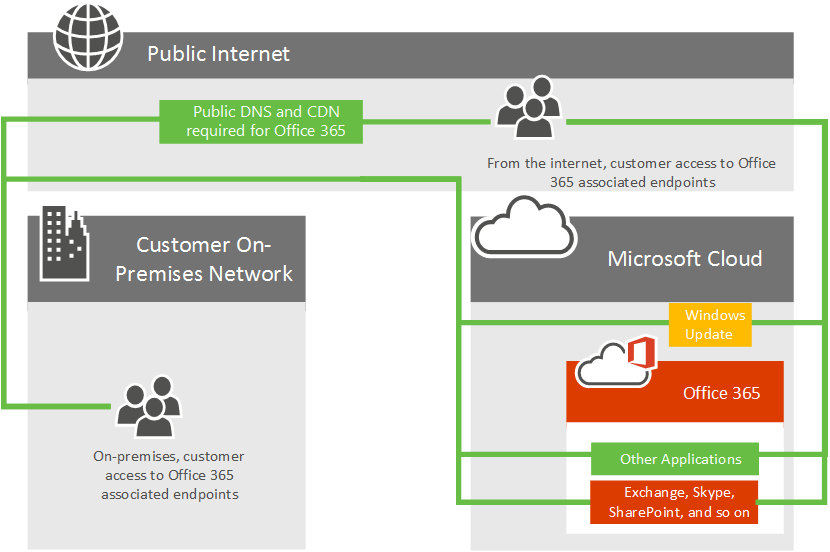 Public Internet
Public DNS and CDN
required for Office 365
From the internet, customer access to Office
365 associated endpoints
Customer On-
Premises Network
Microsoft Cloud
Windows
Update
Office 365
On-premises, customer
access to Office 365
associated endpoints
Other Applications
Exchange, Skype,
SharePoint, and so on